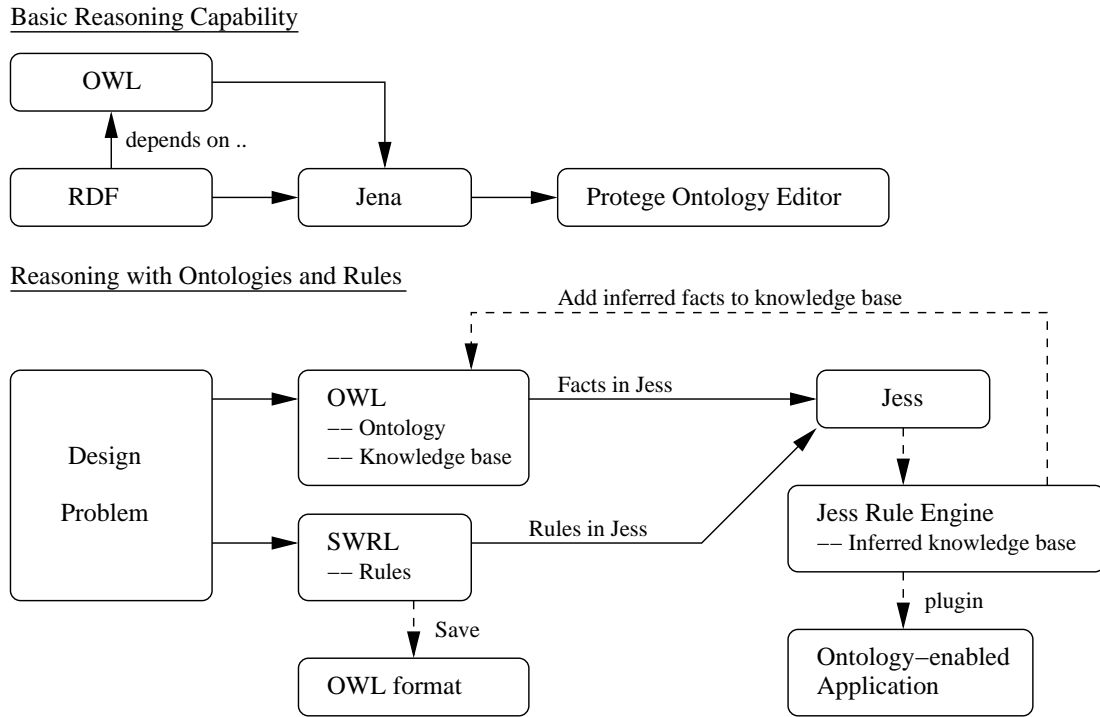 Basic Reasoning Capability
OWL
depends on ..
RDF
Jena
Protege Ontology Editor
Reasoning with Ontologies and Rules
Add inferred facts to knowledge base
Design
Problem
OWL
−− Ontology
−− Knowledge base
Facts in Jess
Jess
SWRL
−− Rules
Rules in Jess
Jess Rule Engine
−− Inferred knowledge base
Save
plugin
OWL format
Ontology−enabled
Application